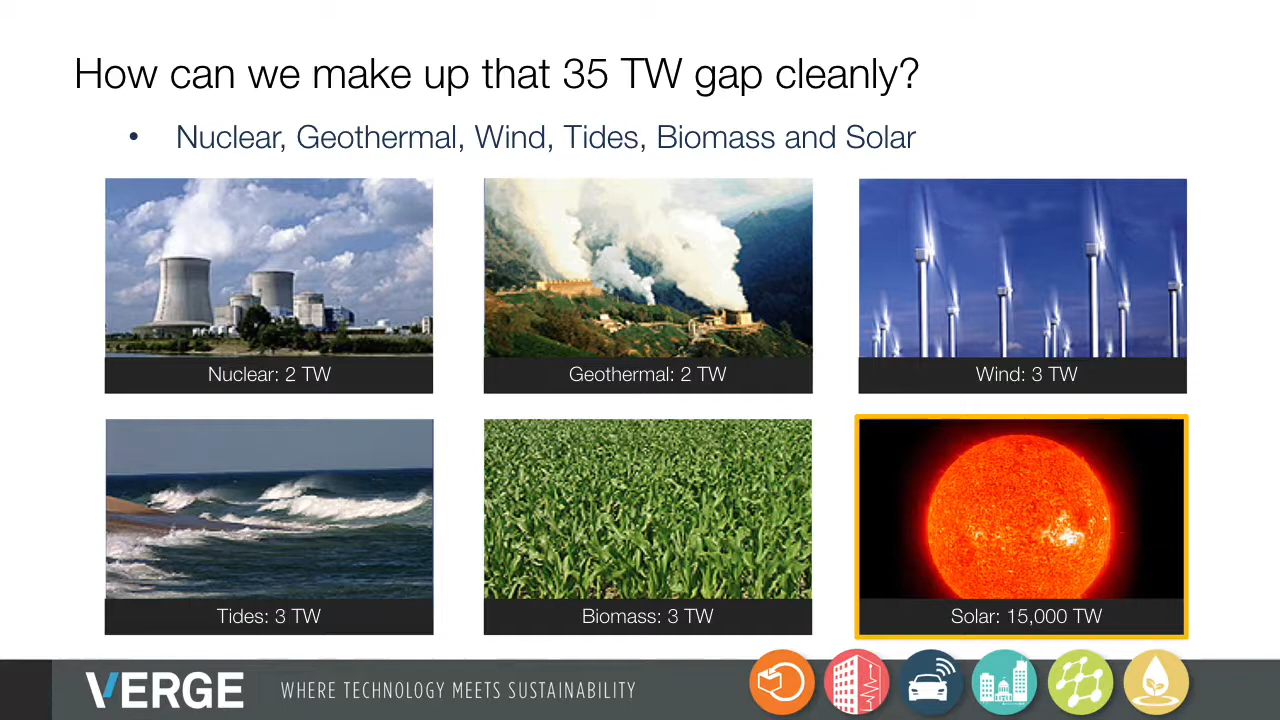 How can we make up that 35 TW gap cleanly?
• Nuclear, Geothermal, Wind, Tides, Biomass and Solar
Nuclear: 2 TW
Geothermal: 2 TW
Wind: 3 TW
Tides: 3 TW
Biomass: 3 TW
Solar: 15,000 TW
VERGE
WHERE TECHNOLOGY MEETS SUSTAINABILITY